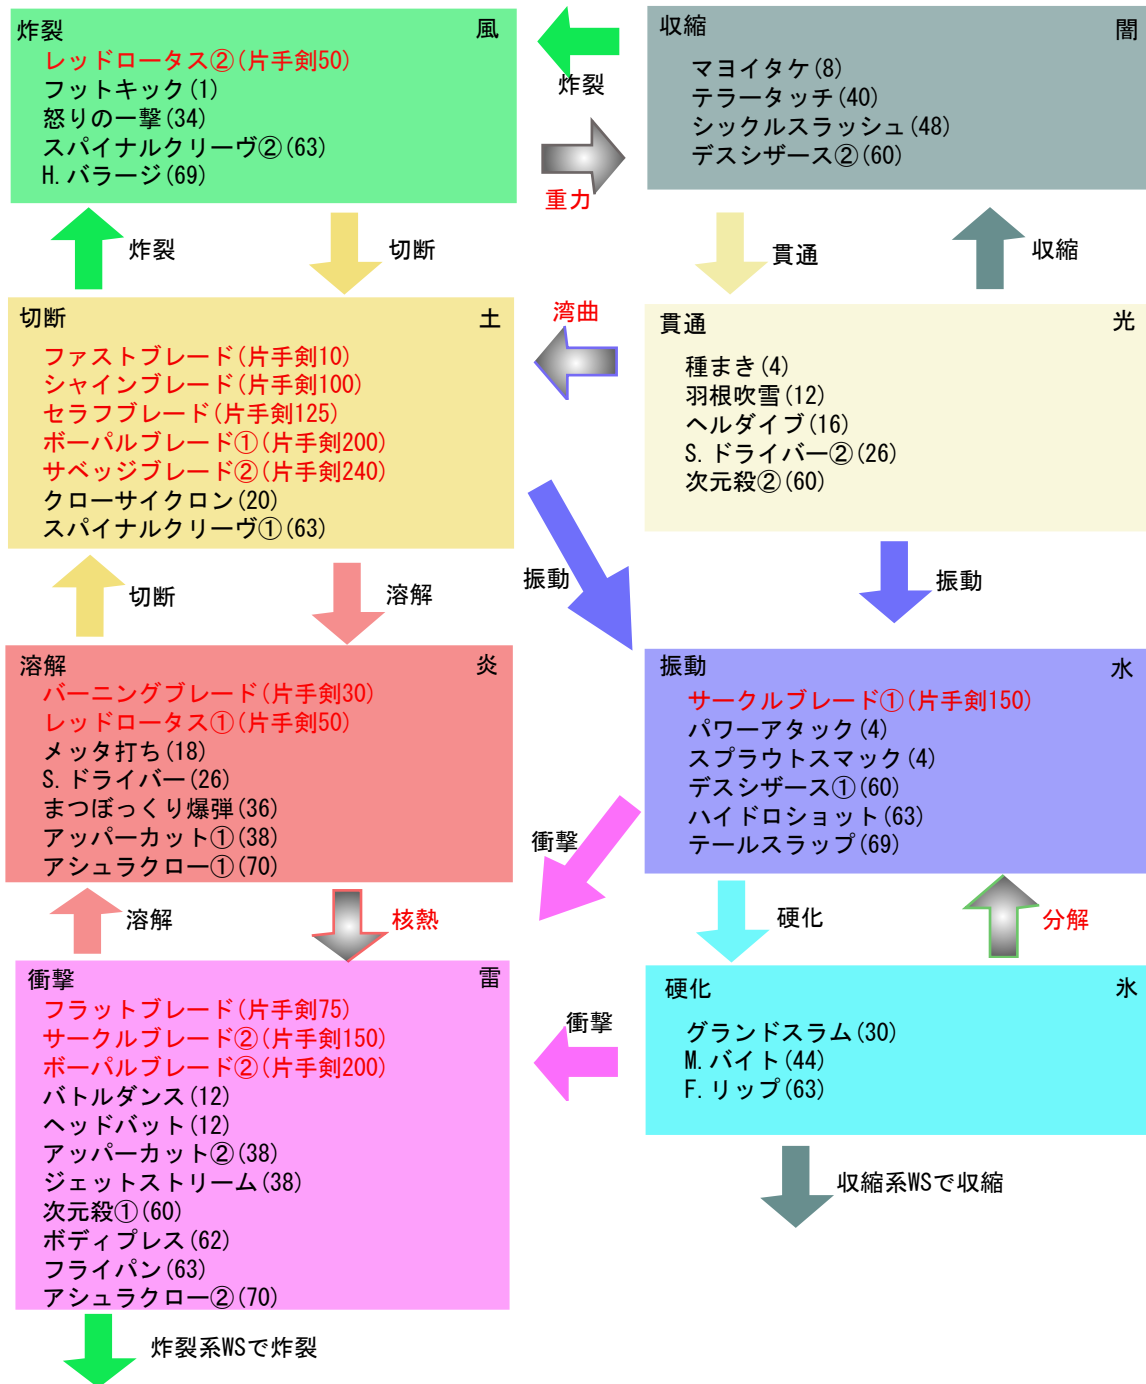 炸裂 風
レッドロータス②(片手剣50)
フットキック(1)
怒りの一撃(34)
スパイナルクリーヴ②(63)
H.バラージ(69)
炸裂
重力
収縮 闇
マヨイタケ(8)
テラータッチ(40)
シックルスラッシュ(48)
デスシザース②(60)
炸裂
切断
貫通
収縮
切断 土
ファストブレード(片手剣10)
シャインブレード(片手剣100)
セラフブレード(片手剣125)
ボーパルブレード①(片手剣200)
サベッジブレード②(片手剣240)
クローサイクロン(20)
スパイナルクリーヴ①(63)
湾曲
貫通 光
種まき(4)
羽根吹雪(12)
ヘルダイブ(16)
S.ドライバー②(26)
次元殺②(60)
切断
溶解
振動
振動
溶解 炎
バーニングブレード(片手剣30)
レッドロータス①(片手剣50)
メッタ打ち(18)
S.ドライバー(26)
まつぼっくり爆弾(36)
アッパーカット①(38)
アシュラクロー①(70)
衝撃
振動 水
サークルブレード①(片手剣150)
パワーアタック(4)
スプラウトスマック(4)
デスシザース①(60)
ハイドロショット(63)
テールスラップ(69)
溶解
核熱
硬化
分解
衝撃 雷
フラットブレード(片手剣75)
サークルブレード②(片手剣150)
ボーパルブレード②(片手剣200)
バトルダンス(12)
ヘッドバット(12)
アッパーカット②(38)
ジェットストリーム(38)
次元殺①(60)
ボディプレス(62)
フライパン(63)
アシュラクロー②(70)
衝撃
硬化 氷
グランドスラム(30)
M.バイト(44)
F.リップ(63)
収縮系WSで収縮
炸裂系WSで炸裂